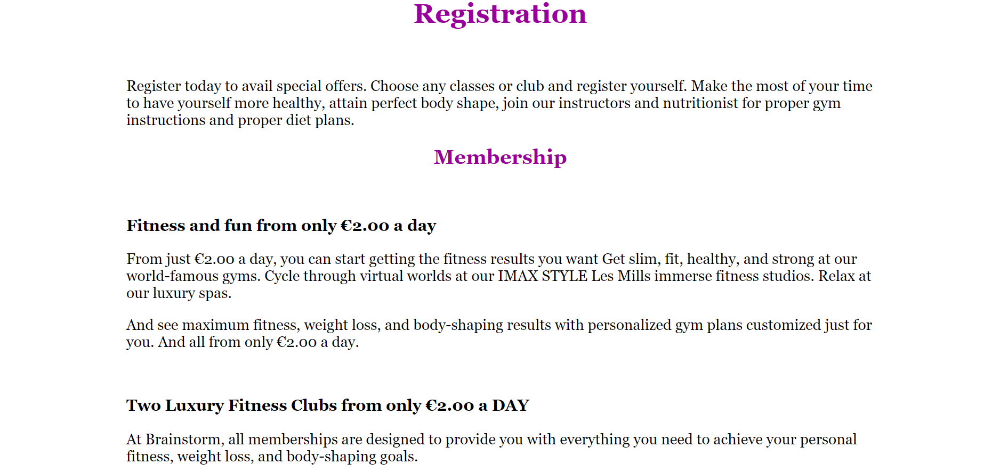 Registration
Register today to avail special offers. Choose any classes or club and register yourself. Make the most of your time
to have yourself more healthy, attain perfect body shape, join our instructors and nutritionist for proper gym
instructions and proper diet plans.
Membership
Fitness and fun from only €2.00 a day
From just €2.00 a day, you can start getting the fitness results you want Get slim, fit, healthy, and strong at our
world-famous gyms. Cycle through virtual worlds at our IMAX STYLE Les Mills immerse fitness studios. Relax at
our luxury spas.
And see maximum fitness, weight loss, and body-shaping results with personalized gym plans customized just for
you. And all from only €2.00 a day.
Two Luxury Fitness Clubs from only €2.00 a DAY
At Brainstorm, all memberships are designed to provide you with everything you need to achieve your personal
fitness, weight loss, and body-shaping goals.